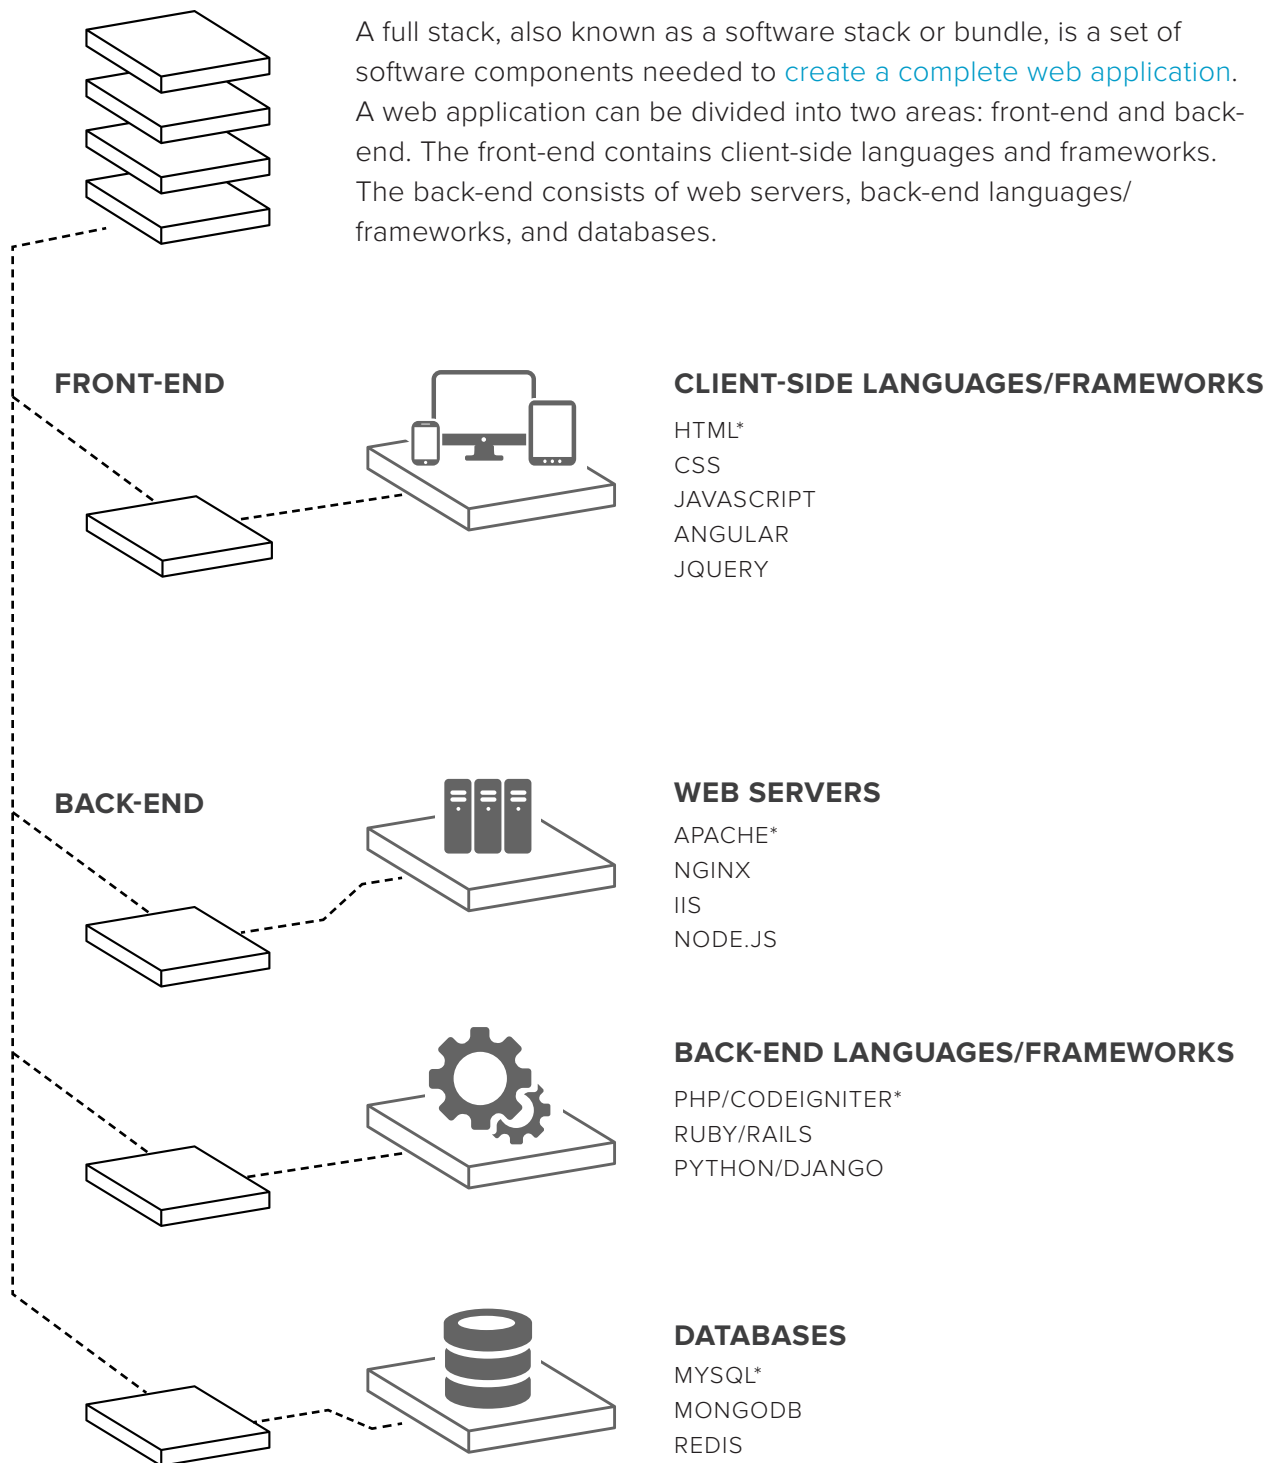 A full stack, also known as a software stack or bundle, is a set of
software components needed to create a complete web application.
A web application can be divided into two areas: front-end and back-
end. The front-end contains client-side languages and frameworks.
The back-end consists of web servers, back-end languages/
frameworks, and databases.
FRONT-END
CLIENT-SIDE LANGUAGES/FRAMEWORKS
HTML*
CSS
JAVASCRIPT
ANGULAR
JQUERY
BACK-END
WEB SERVERS
APACHE*
NGINX
IIS
NODE.JS
BACK-END LANGUAGES/FRAMEWORKS
PHP/CODEIGNITER*
RUBY/RAILS
PYTHON/DJANGO
DATABASES
MYSQL*
MONGODB
REDIS